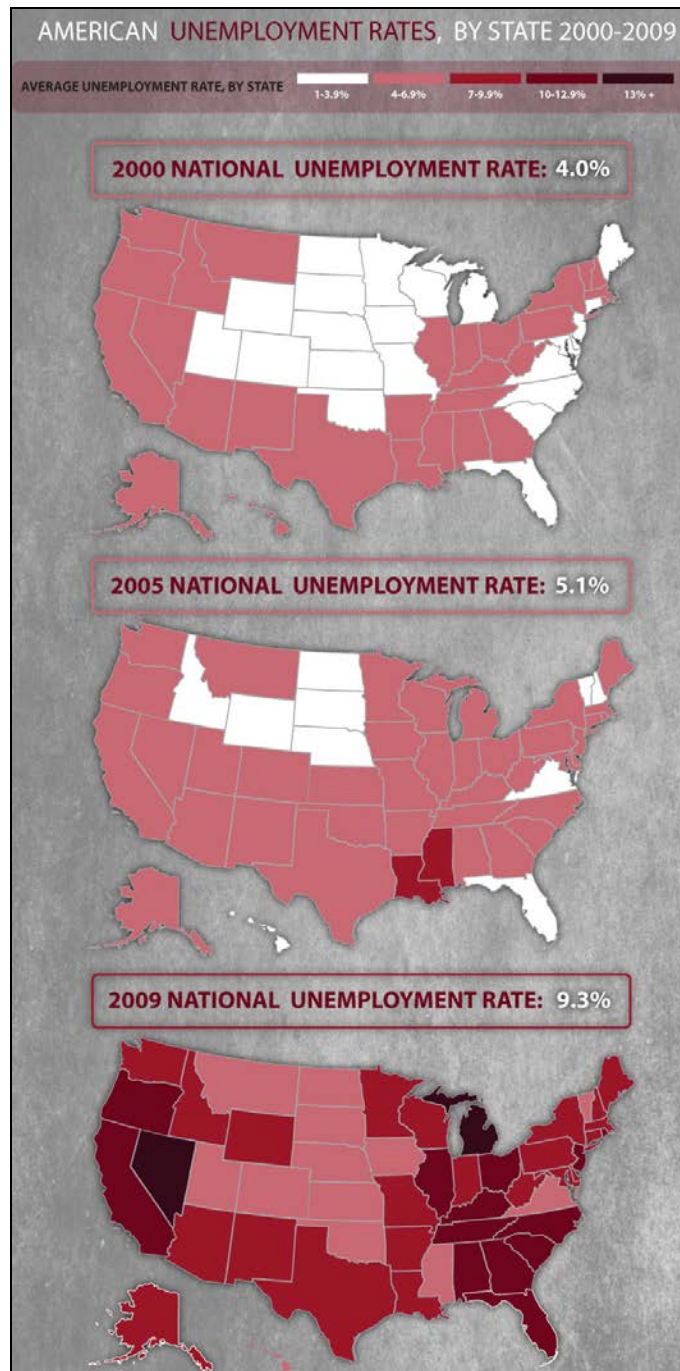 AMERICAN UNEMPLOYMENT RATES, BY STATE 2000-2009
AVERAGE UNEMPLOYMENT RATE, BY STATE
1-3.9% 4-6.9% 7-9.9% 10-12.9% 13% +
2000 NATIONAL UNEMPLOYMENT RATE: 4.0%
2005 NATIONAL UNEMPLOYMENT RATE: 5.1%
2009 NATIONAL UNEMPLOYMENT RATE: 9.3%